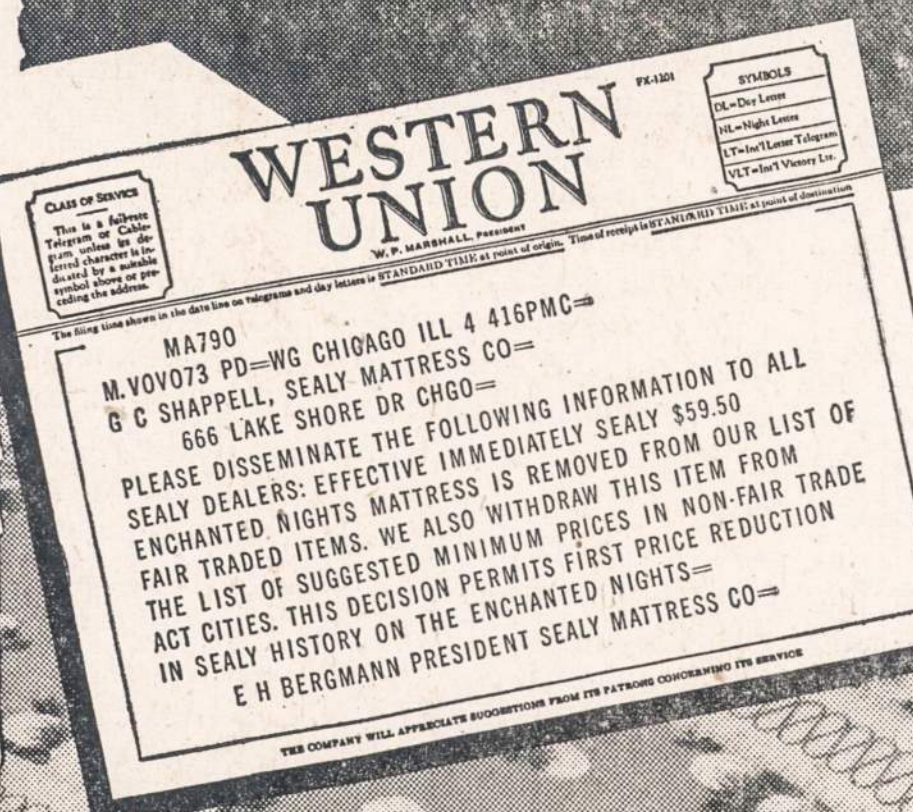 WESTERN
UNION
W. P. MARSHALL, PRESIDENT
FX-1201
CLASS OF SERVICE
This is a full-rate
Telegram or Cable-
gram unless its de-
ferred character is in-
dicated by a suitable
symbol above or pre-
ceding the address.
SYMBOLS
DL=Day Letter
NL=Night Letter
LT=Int'l Letter Telegram
VLT=Int'l Victory Ltr.
The filing time shown in the date line on telegrams and day letters is STANDARD TIME at point of origin. Time of receipt is STANDARD TIME at point of destination
MA790
M.VOVO73 PD=WG CHICAGO ILL 4 416PMC=
G C SHAPPELL, SEALY MATTRESS CO=
666 LAKE SHORE DR CHGO=
PLEASE DISSEMINATE THE FOLLOWING INFORMATION TO ALL
SEALY DEALERS: EFFECTIVE IMMEDIATELY SEALY $59.50
ENCHANTED NIGHTS MATTRESS IS REMOVED FROM OUR LIST OF
FAIR TRADED ITEMS. WE ALSO WITHDRAW THIS ITEM FROM
THE LIST OF SUGGESTED MINIMUM PRICES IN NON-FAIR TRADE
ACT CITIES. THIS DECISION PERMITS FIRST PRICE REDUCTION
IN SEALY HISTORY ON THE ENCHANTED NIGHTS=
E H BERGMANN PRESIDENT SEALY MATTRESS CO=
THE COMPANY WILL APPRECIATE SUGGESTIONS FROM ITS PATRONS CONCERNING ITS SERVICE